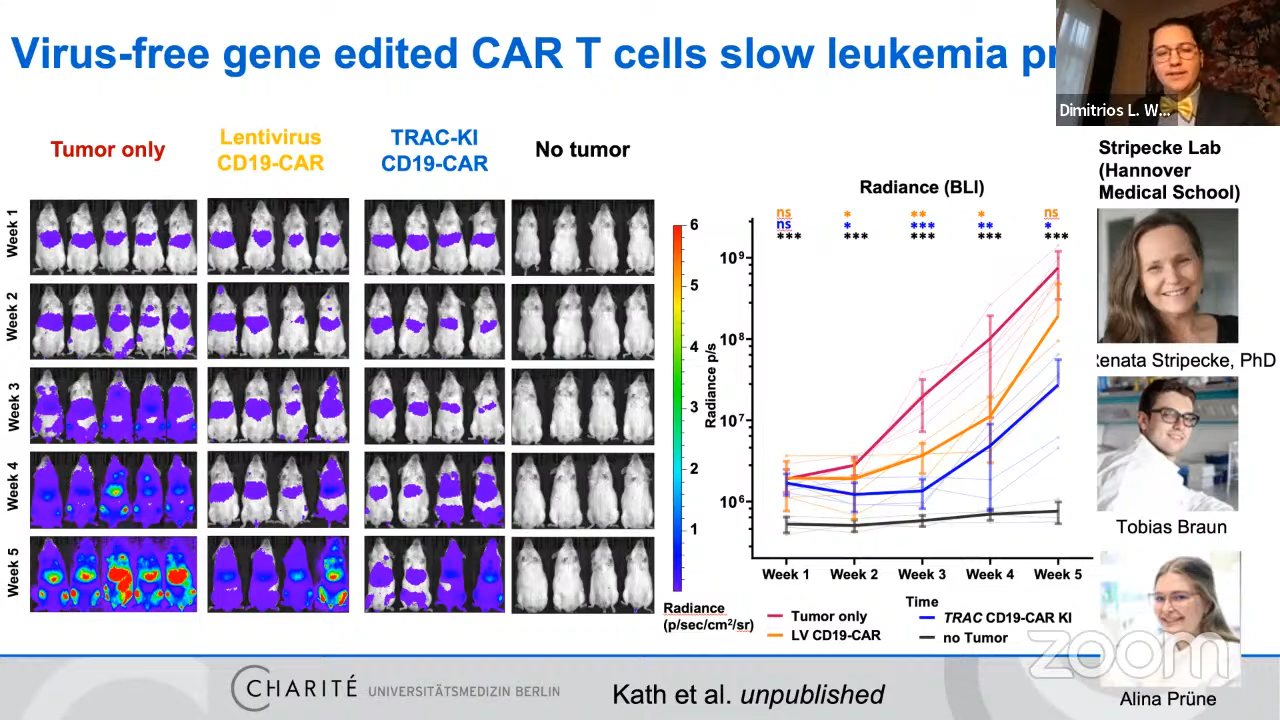 Virus-free gene edited CAR T cells slow leukemia pr
Dimitrios L. W...
Tumor only
Lentivirus
CD19-CAR
TRAC-KI
CD19-CAR
No tumor
Week 1
Week 2
Week 3
Week 4
Week 5
6
5
4
3
2
1
Radiance
(p/sec/cm²/sr)
Radiance (BLI)
ns * ** * ns
ns * *** ** *
*** *** *** *** ***
Radiance p/s
10⁹
10⁸
10⁷
10⁶
Week 1 Week 2 Week 3 Week 4 Week 5
Time
Tumor only
LV CD19-CAR
TRAC CD19-CAR KI
no Tumor
Stripecke Lab
(Hannover
Medical School)
Renata Stripecke, PhD
Tobias Braun
Alina Prüne
zoom
CHARITÉ UNIVERSITÄTSMEDIZIN BERLIN
Kath et al. unpublished